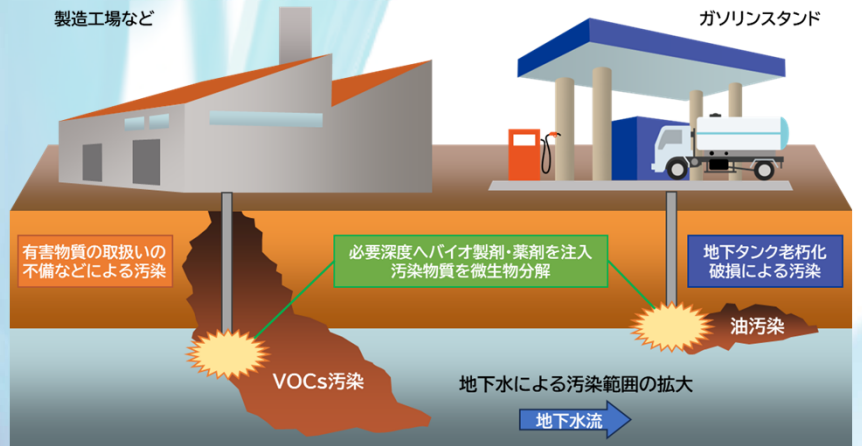 製造工場など
ガソリンスタンド
有害物質の取扱いの
不備などによる汚染
必要深度へバイオ製剤・薬剤を注入
汚染物質を微生物分解
地下タンク老朽化
破損による汚染
油汚染
VOCs汚染
地下水による汚染範囲の拡大
地下水流